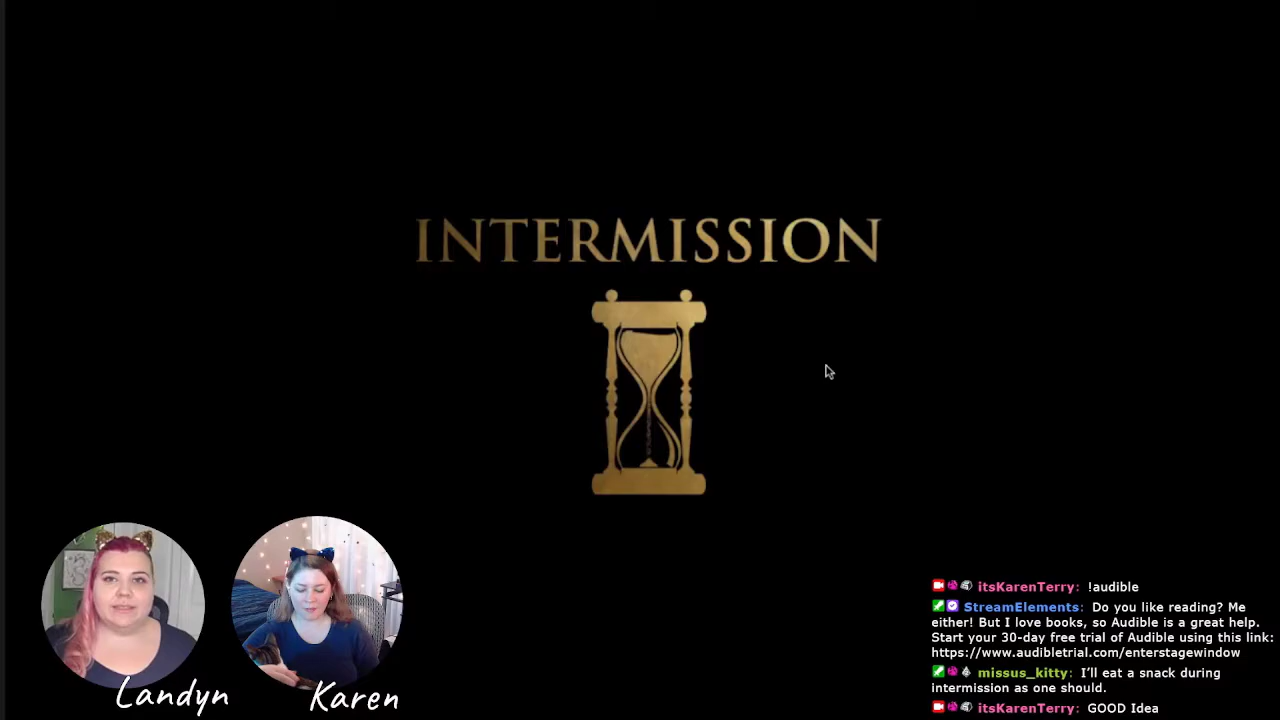 INTERMISSION
Landyn
Karen
itsKarenTerry: !audible
StreamElements: Do you like reading? Me
either! But I love books, so Audible is a great help.
Start your 30-day free trial of Audible using this link:
https://www.audibletrial.com/enterstagewindow
missus_kitty: I’ll eat a snack during
intermission as one should.
itsKarenTerry: GOOD Idea